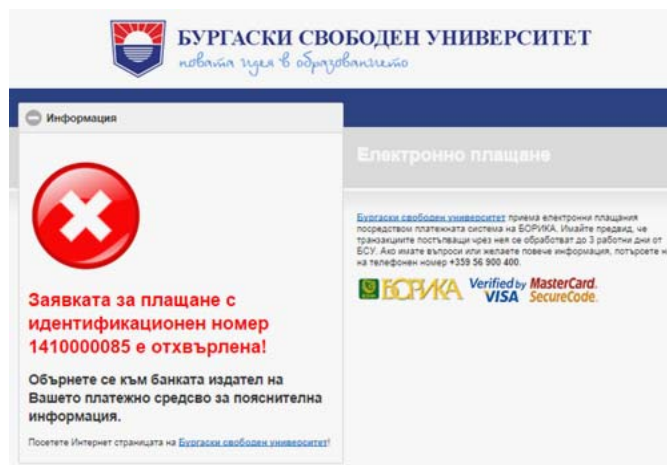 БУРГАСКИ СВОБОДЕН УНИВЕРСИТЕТ
новата идея в образованието
Информация
Електронно плащане
Бургаски свободен университет приема електронни плащания
посредством платежната система на БОРИКА. Имайте предвид, че
транзакциите постъпващи чрез нея се обработват до 3 работни дни от
БСУ. Ако имате въпроси или желаете повече информация, потърсете н
на телефонен номер +359 56 900 400.
БОРИКА Verified by VISA MasterCard. SecureCode.
Заявката за плащане с
идентификационен номер
1410000085 е отхвърлена!
Обърнете се към банката издател на
Вашето платежно средсво за пояснителна
информация.
Посетете Интернет страницата на Бургаски свободен университет!